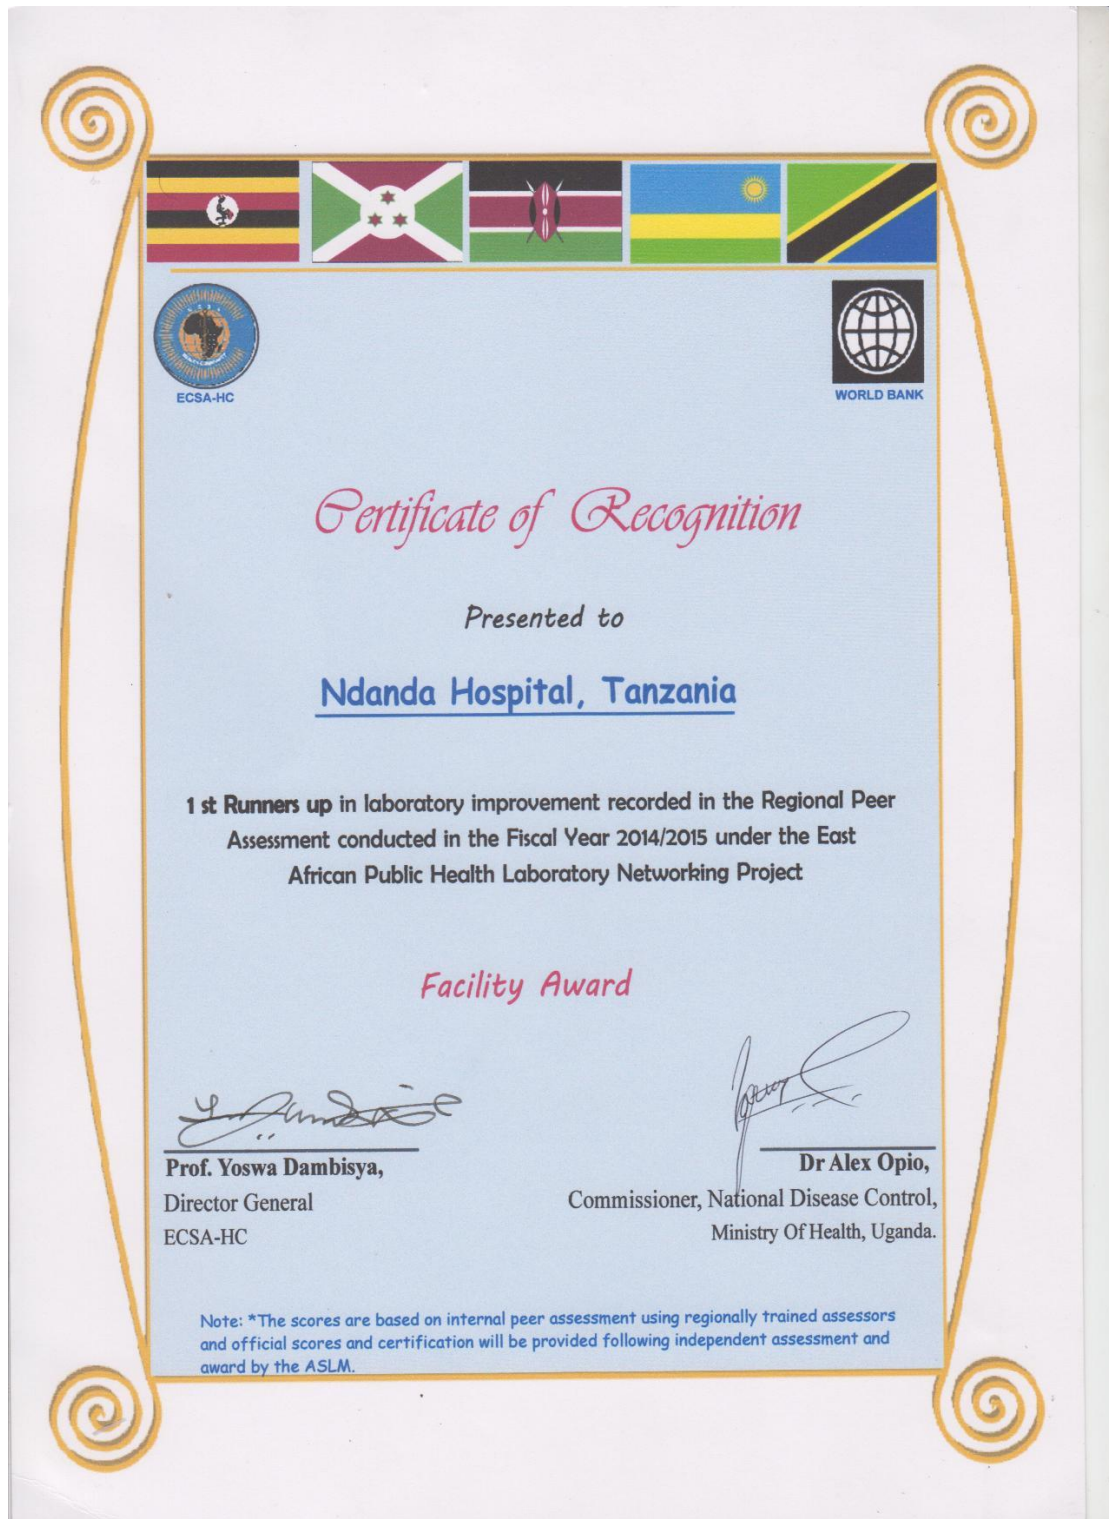 ECSA-HC
WORLD BANK
Certificate of Recognition
Presented to
Ndanda Hospital, Tanzania
1 st Runners up in laboratory improvement recorded in the Regional Peer
Assessment conducted in the Fiscal Year 2014/2015 under the East
African Public Health Laboratory Networking Project
Facility Award
Prof. Yoswa Dambisya,
Director General
ECSA-HC
Dr Alex Opio,
Commissioner, National Disease Control,
Ministry Of Health, Uganda.
Note: *The scores are based on internal peer assessment using regionally trained assessors
and official scores and certification will be provided following independent assessment and
award by the ASLM.